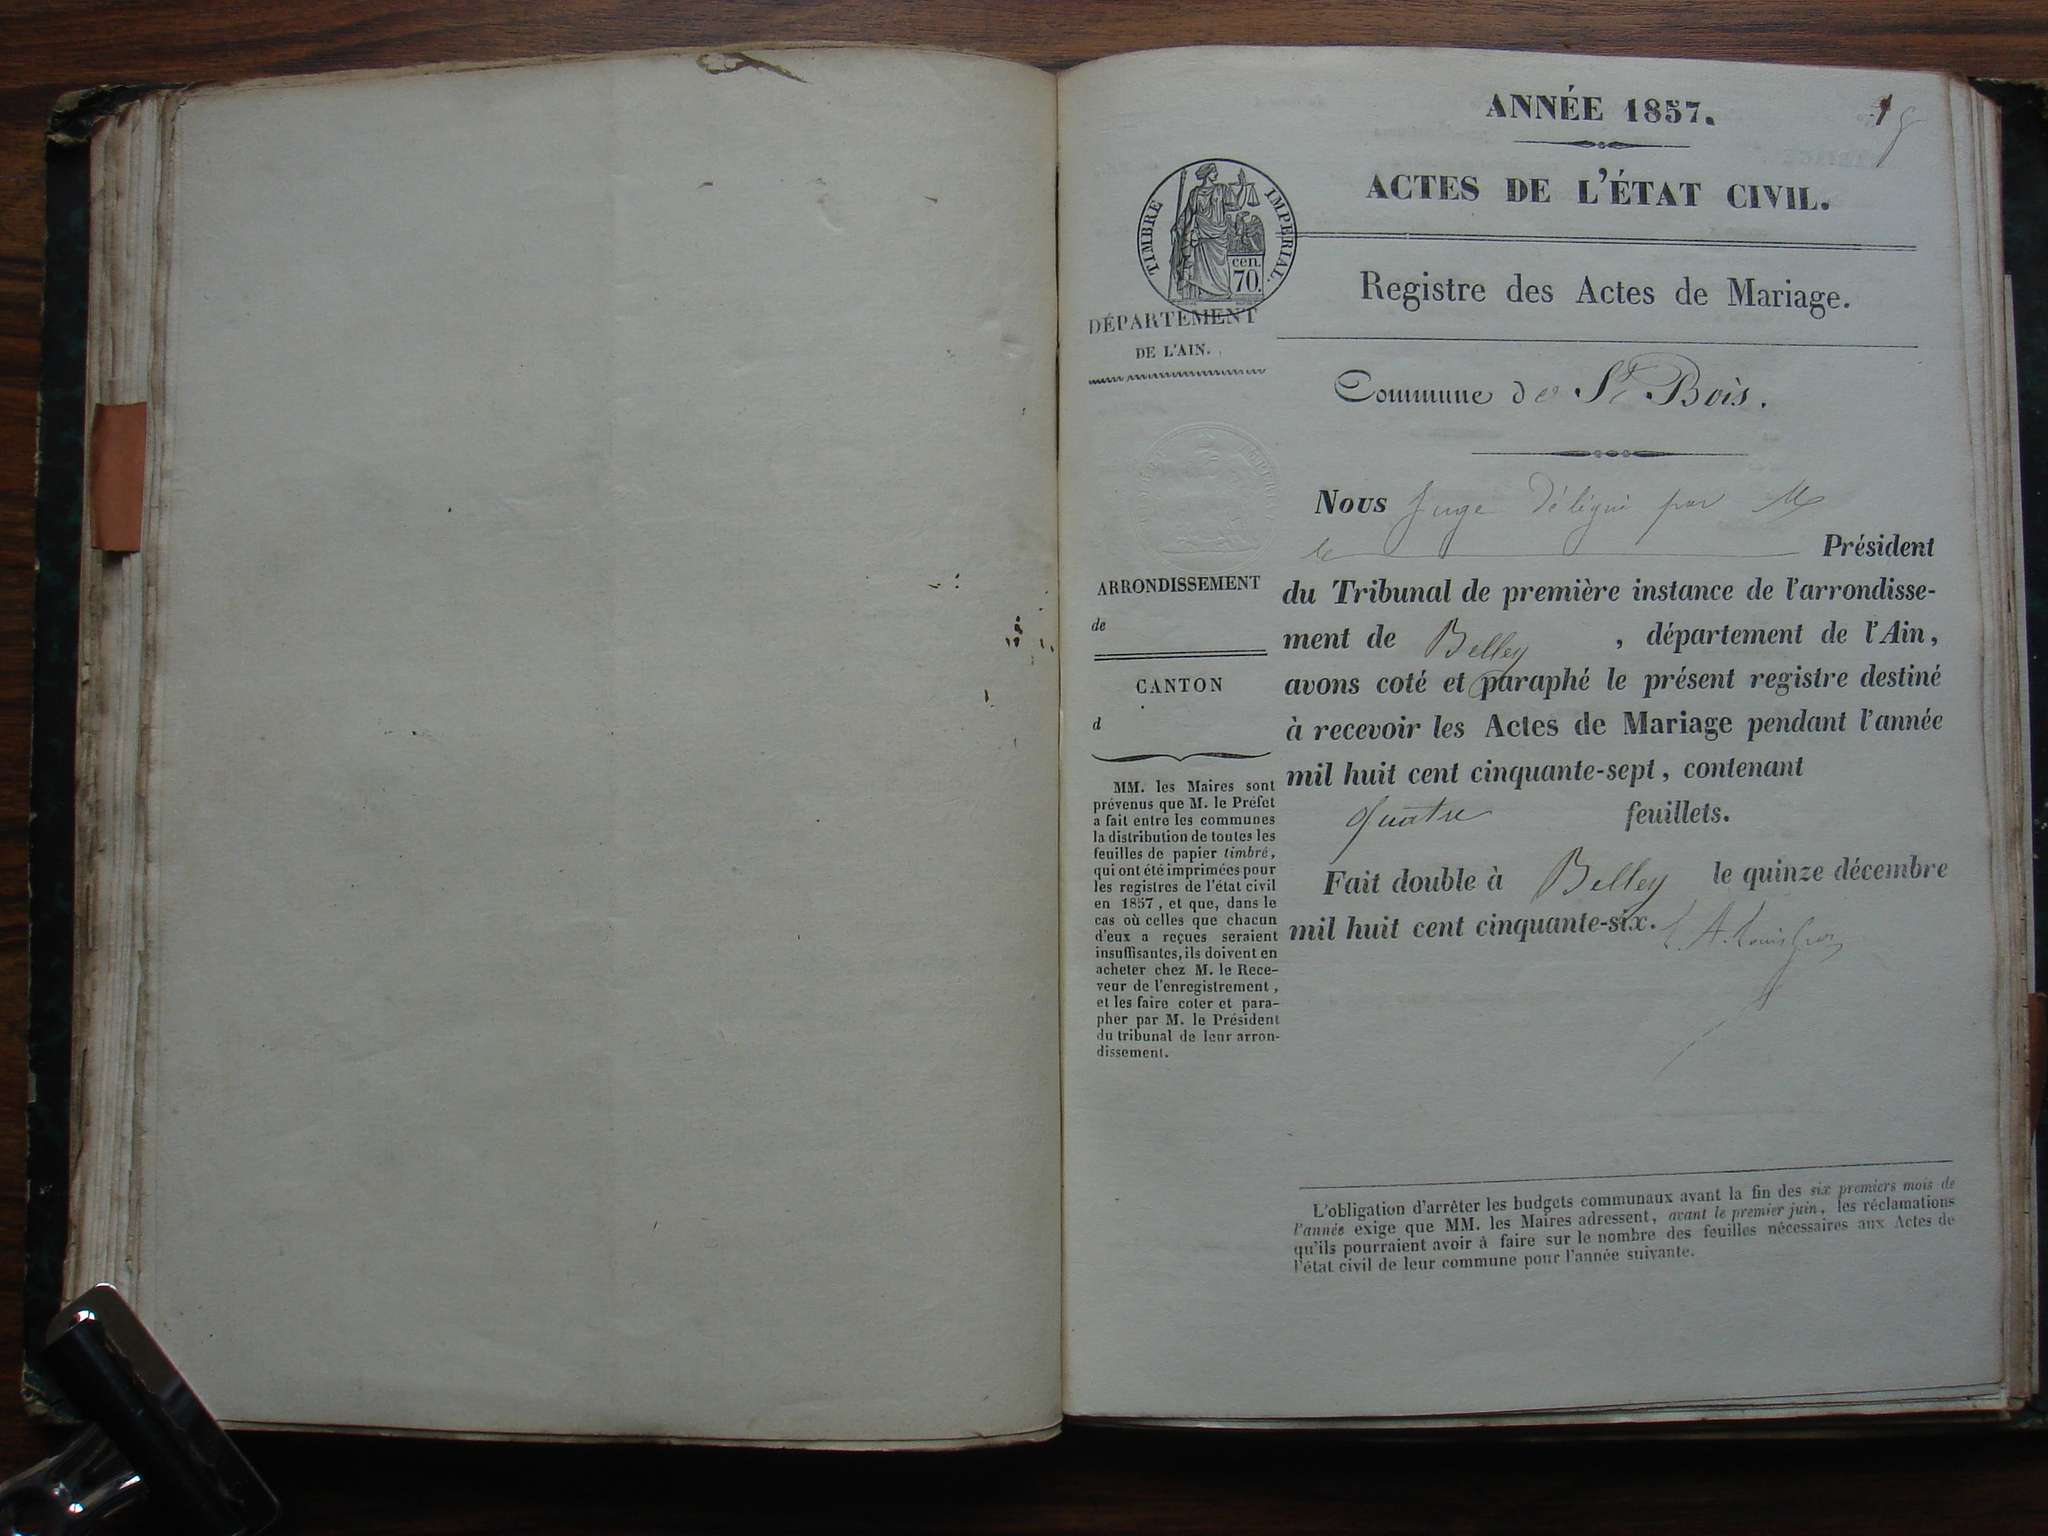 ANNÉE 1857.
1
ACTES DE L'ÉTAT CIVIL.
TIMBRE IMPERIAL.
cen.
70.
Registre des Actes de Mariage.
DÉPARTEMENT
DE L'AIN.
Commune de St Bois.
Nous Juge Délégué par M
le Président
du Tribunal de première instance de l'arrondisse-
ment de Belley, département de l'Ain,
avons coté et paraphé le présent registre destiné
à recevoir les Actes de Mariage pendant l'année
mil huit cent cinquante-sept, contenant
quatre feuillets.
Fait double à Belley le quinze décembre
mil huit cent cinquante-six.
ARRONDISSEMENT
de
CANTON
d
MM. les Maires sont
prévenus que M. le Préfet
a fait entre les communes
la distribution de toutes les
feuilles de papier timbré,
qui ont été imprimées pour
les registres de l'état civil
en 1857, et que, dans le
cas où celles que chacun
d'eux a reçues seraient
insuffisantes, ils doivent en
acheter chez M. le Rece-
veur de l'enregistrement,
et les faire coter et para-
pher par M. le Président
du tribunal de leur arron-
dissement.
L'obligation d'arrêter les budgets communaux avant la fin des six premiers mois de
l'année exige que MM. les Maires adressent, avant le premier juin, les réclamations
qu'ils pourraient avoir à faire sur le nombre des feuilles nécessaires aux Actes de
l'état civil de leur commune pour l'année suivante.